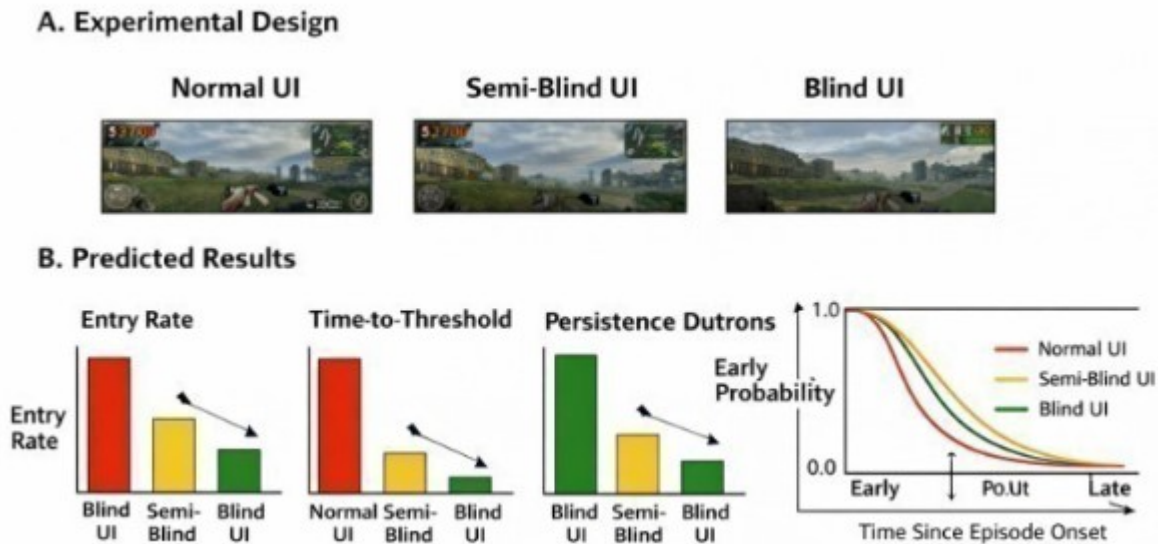 A. Experimental Design
Normal UI
Semi-Blind UI
Blind UI
B. Predicted Results
Entry Rate
Entry
Rate
Blind
UI
Semi-
Blind
Blind
UI
Time-to-Threshold
Normal
UI
Semi-
Blind
Blind
UI
Persistence Dutrons
Blind
UI
Semi-
Blind
Blind
UI
Early
Probability
1.0
0.0
Normal UI
Semi-Blind UI
Blind UI
Early
Po.Ut
Late
Time Since Episode Onset